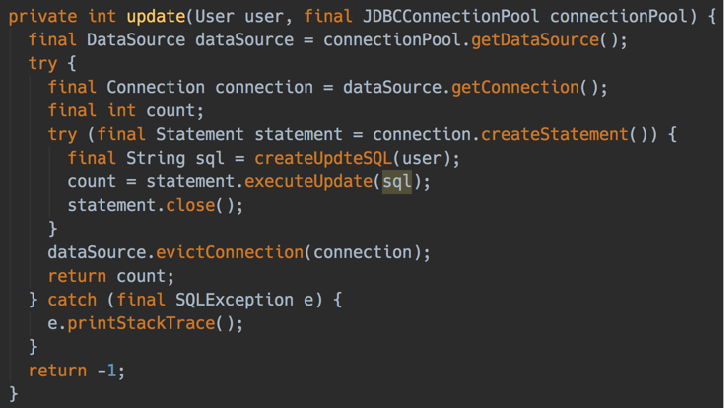 private int update(User user, final JDBCConnectionPool connectionPool) {
final DataSource dataSource = connectionPool.getDataSource();
try {
final Connection connection = dataSource.getConnection();
final int count;
try (final Statement statement = connection.createStatement()) {
final String sql = createUpdteSQL(user);
count = statement.executeUpdate(sql);
statement.close();
}
dataSource.evictConnection(connection);
return count;
} catch (final SQLException e) {
e.printStackTrace();
}
return -1;
}